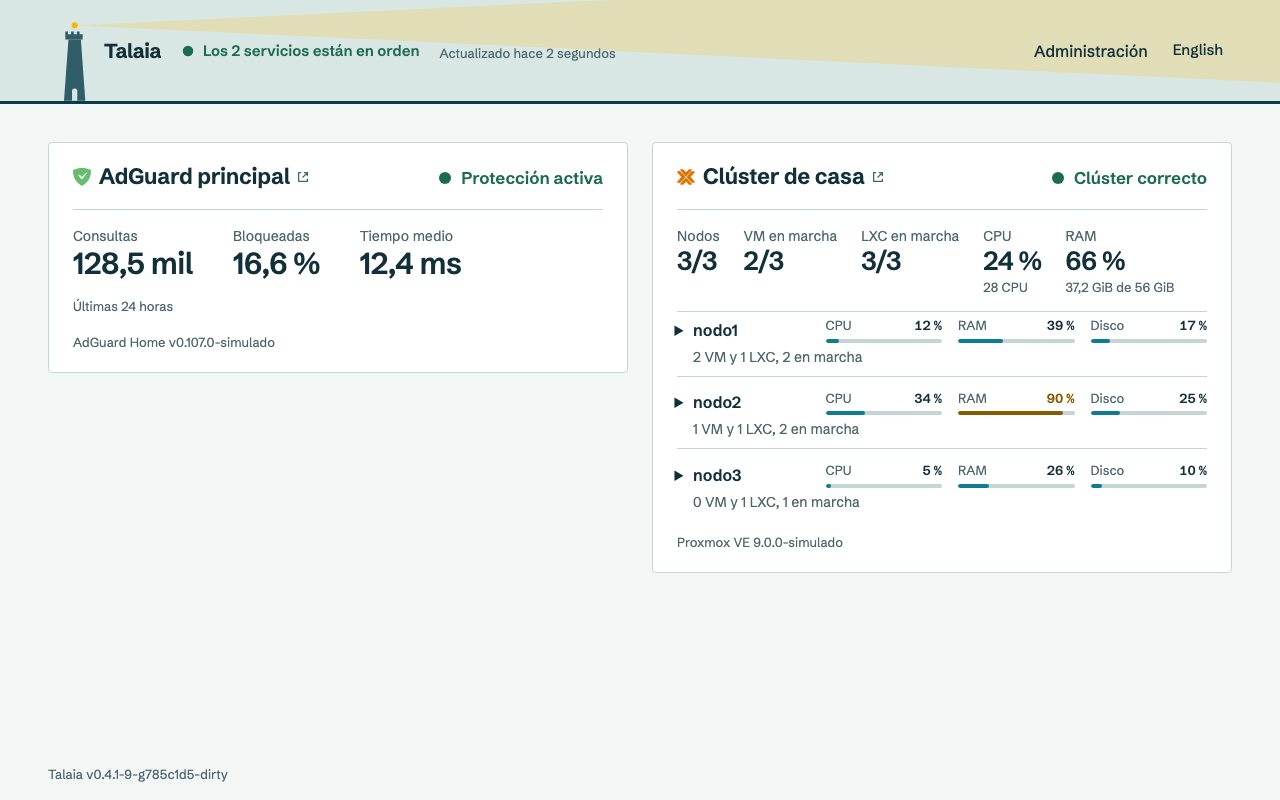 Talaia
Los 2 servicios están en orden
Actualizado hace 2 segundos
Administración
English
AdGuard principal
Protección activa
Consultas
128,5 mil
Bloqueadas
16,6 %
Tiempo medio
12,4 ms
Últimas 24 horas
AdGuard Home v0.107.0-simulado
Clúster de casa
Clúster correcto
Nodos
3/3
VM en marcha
2/3
LXC en marcha
3/3
CPU
24 %
28 CPU
RAM
66 %
37,2 GiB de 56 GiB
nodo1
CPU 12 %
RAM 39 %
Disco 17 %
2 VM y 1 LXC, 2 en marcha
nodo2
CPU 34 %
RAM 90 %
Disco 25 %
1 VM y 1 LXC, 2 en marcha
nodo3
CPU 5 %
RAM 26 %
Disco 10 %
0 VM y 1 LXC, 1 en marcha
Proxmox VE 9.0.0-simulado
Talaia v0.4.1-9-g785c1d5-dirty